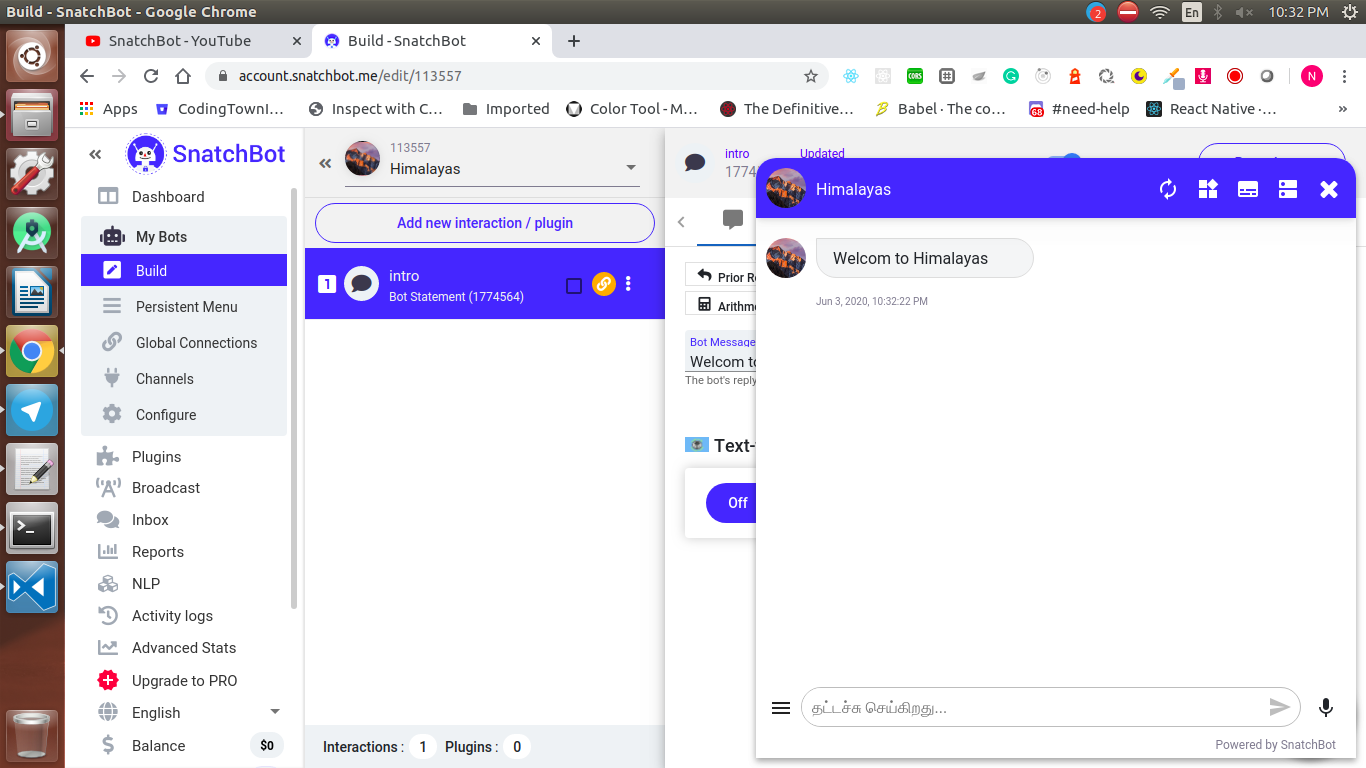 Build - SnatchBot - Google Chrome
2
En
10:32 PM
SnatchBot - YouTube
Build - SnatchBot
account.snatchbot.me/edit/113557
CORS
N
Apps
CodingTownI…
Inspect with C…
Imported
Color Tool - M…
The Definitive…
Babel · The co…
68
#need-help
React Native ·…
SnatchBot
Dashboard
My Bots
Build
Persistent Menu
Global Connections
Channels
Configure
Plugins
Broadcast
Inbox
Reports
NLP
Activity logs
Advanced Stats
Upgrade to PRO
English
Balance
$0
113557
Himalayas
Add new interaction / plugin
1
intro
Bot Statement (1774564)
Interactions :
1
Plugins :
0
intro
Updated
1774
Prior Re
Arithme
Bot Message
Welcom to
The bot's reply
Text-
Off
Himalayas
Welcom to Himalayas
Jun 3, 2020, 10:32:22 PM
தட்டச்சு செய்கிறது...
Powered by SnatchBot